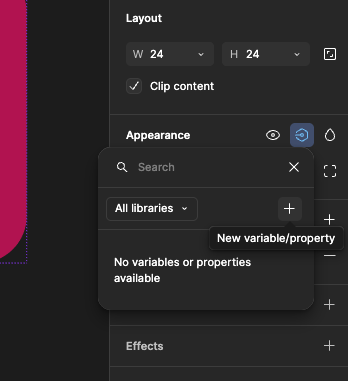 Layout
W 24
H 24
Clip content
Appearance
Search
All libraries
New variable/property
No variables or properties
available
Effects